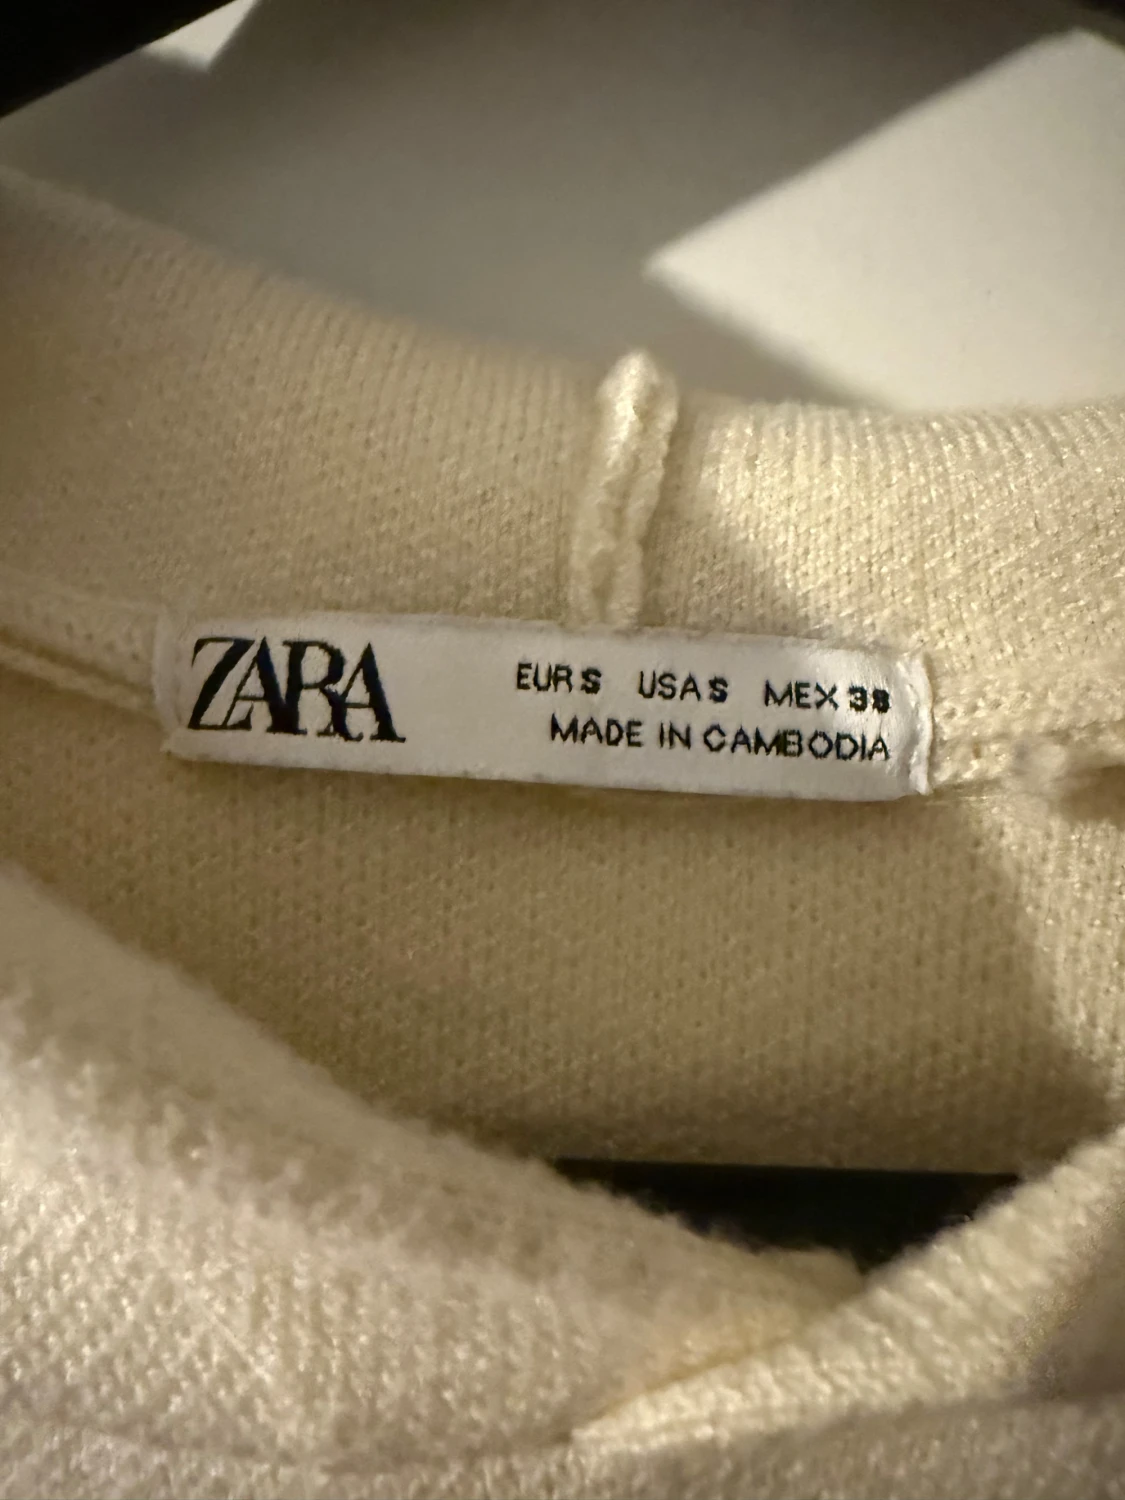 ZARA
EUR S USA S MEX 38
MADE IN CAMBODIA